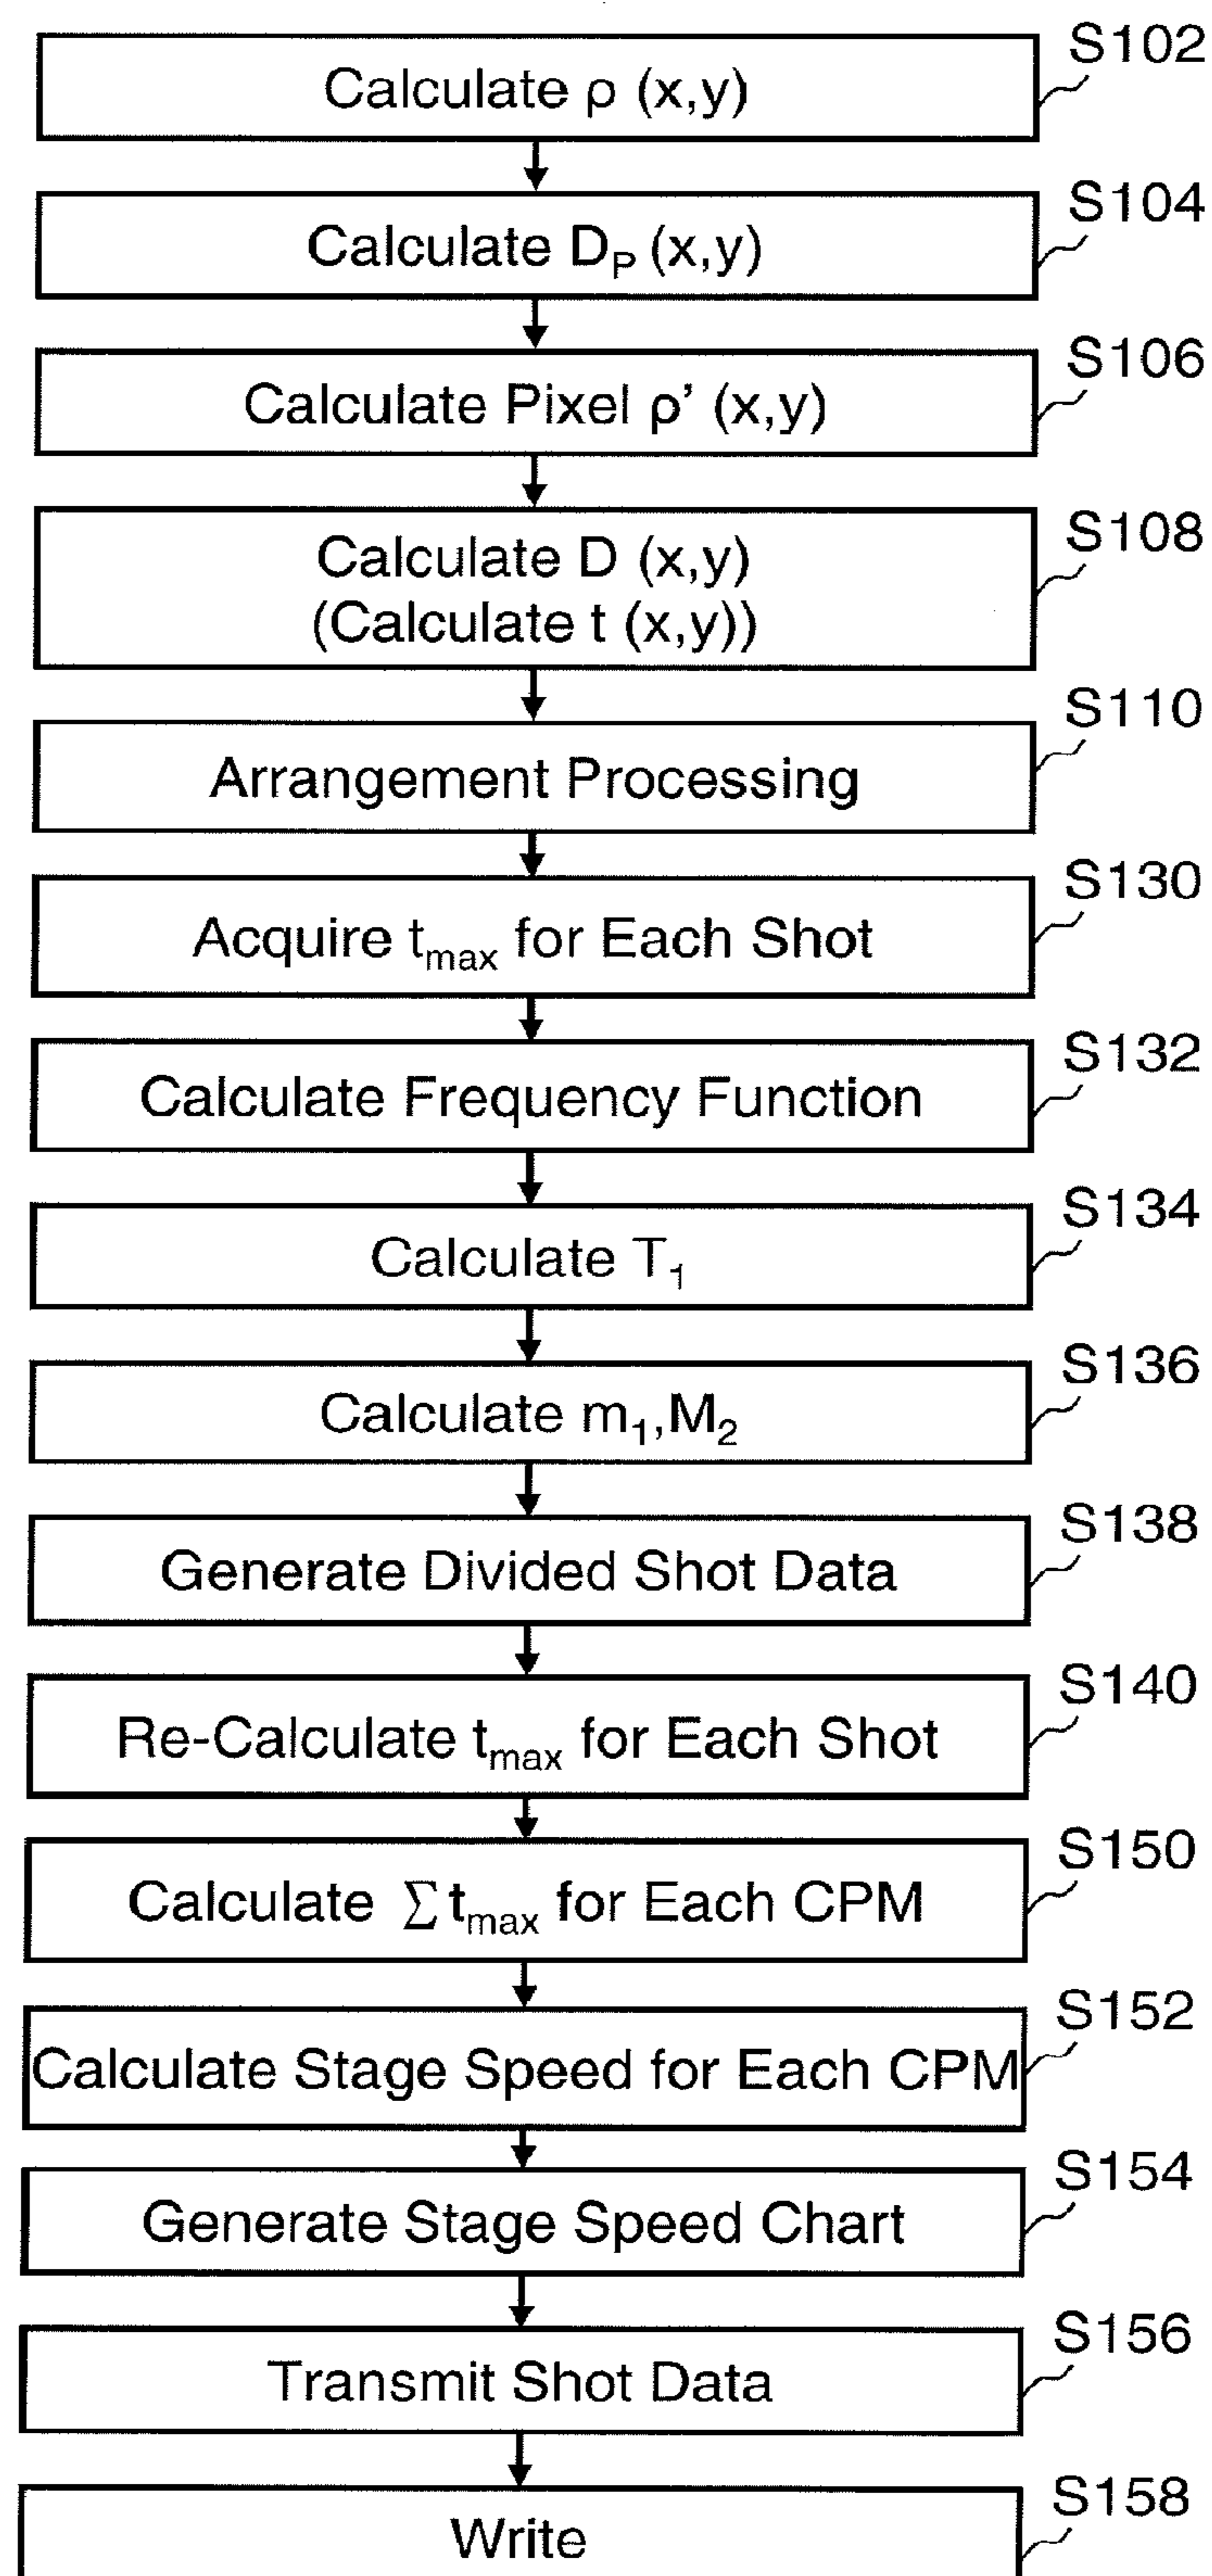 S102
Calculate ρ (x,y)
S104
Calculate D_P (x,y)
S106
Calculate Pixel ρ' (x,y)
S108
Calculate D (x,y)
(Calculate t (x,y))
S110
Arrangement Processing
S130
Acquire t_max for Each Shot
S132
Calculate Frequency Function
S134
Calculate T_1
S136
Calculate m_1,M_2
S138
Generate Divided Shot Data
S140
Re-Calculate t_max for Each Shot
S150
Calculate Σ t_max for Each CPM
S152
Calculate Stage Speed for Each CPM
S154
Generate Stage Speed Chart
S156
Transmit Shot Data
S158
Write